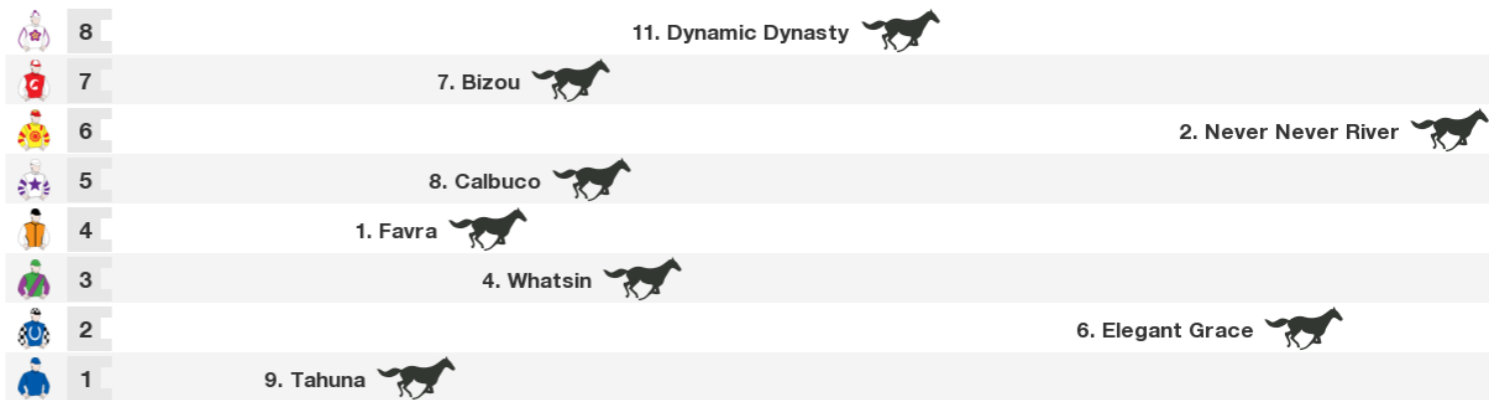 8 11. Dynamic Dynasty
7 7. Bizou
6 2. Never Never River
5 8. Calbuco
4 1. Favra
3 4. Whatsin
2 6. Elegant Grace
1 9. Tahuna